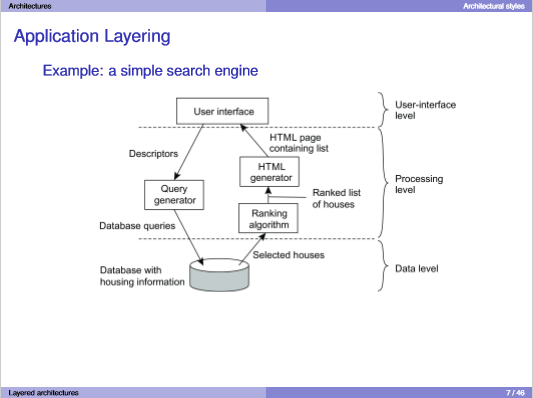 Architectures
Architectural styles
Application Layering
Example: a simple search engine
User interface
User-interface
level
HTML page
containing list
Descriptors
HTML
generator
Processing
level
Query
generator
Ranked list
of houses
Ranking
algorithm
Database queries
Selected houses
Database with
housing information
Data level
Layered architectures
7 / 46